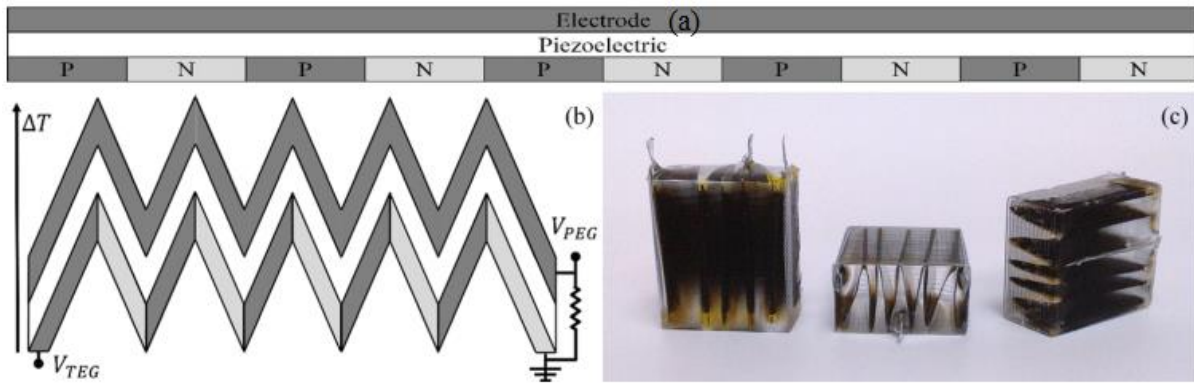 Electrode (a)
Piezoelectric
P N P N P N P N P N
ΔT
(b)
(c)
V_PEG
V_TEG